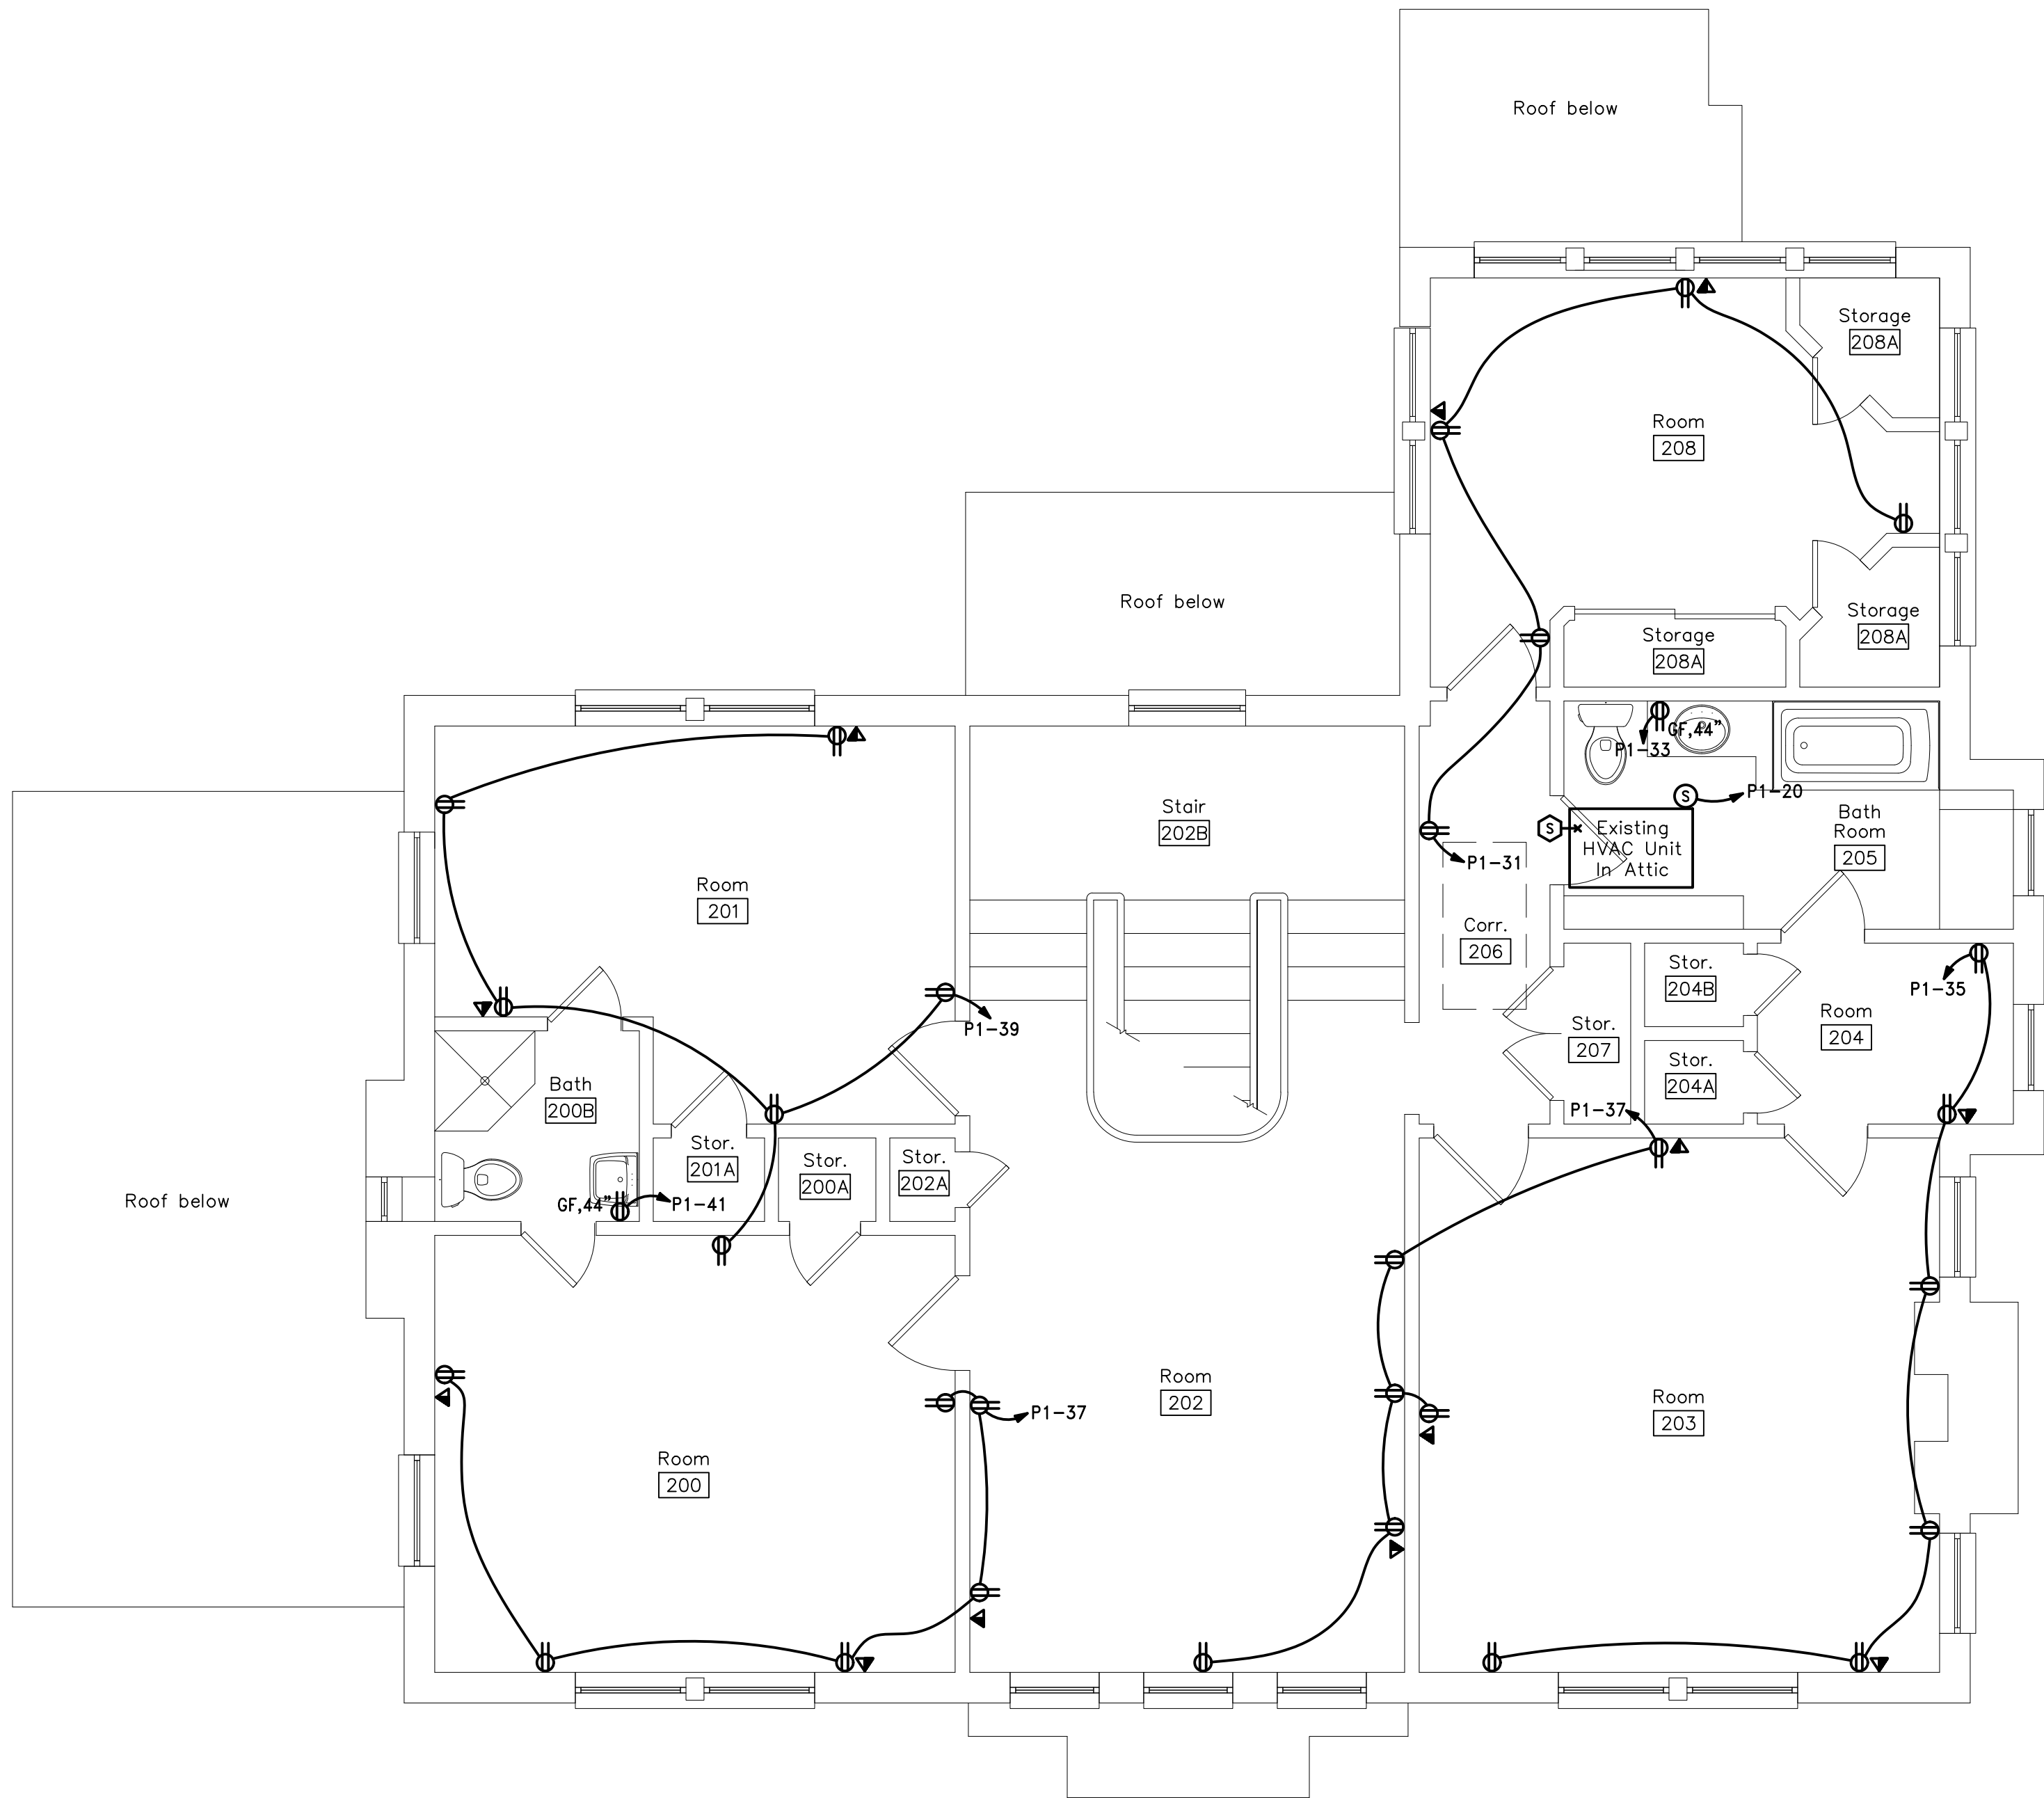 Roof below
Storage
208A
Room
208
Roof below
Storage
208A
Storage
208A
GF,44"
P1-33
S
P1-20
Stair
202B
Bath
Room
205
S
Existing
HVAC Unit
In Attic
P1-31
Room
201
Corr.
206
Stor.
204B
P1-35
Room
204
P1-39
Stor.
207
Stor.
204A
Bath
200B
P1-37
Stor.
201A
Stor.
200A
Stor.
202A
Roof below
GF,44"
P1-41
Room
202
Room
203
P1-37
Room
200